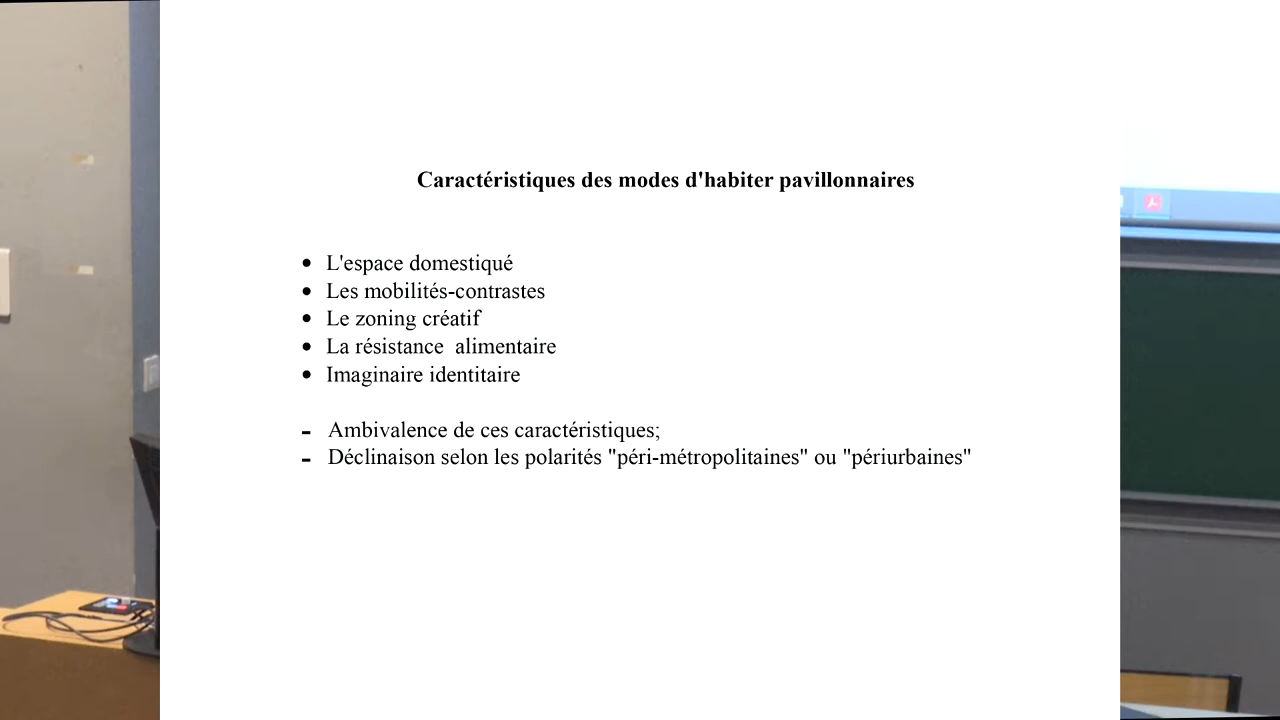 Caractéristiques des modes d'habiter pavillonnaires
• L'espace domestiqué
• Les mobilités-contrastes
• Le zoning créatif
• La résistance  alimentaire
• Imaginaire identitaire
- Ambivalence de ces caractéristiques;
- Déclinaison selon les polarités "péri-métropolitaines" ou "périurbaines"